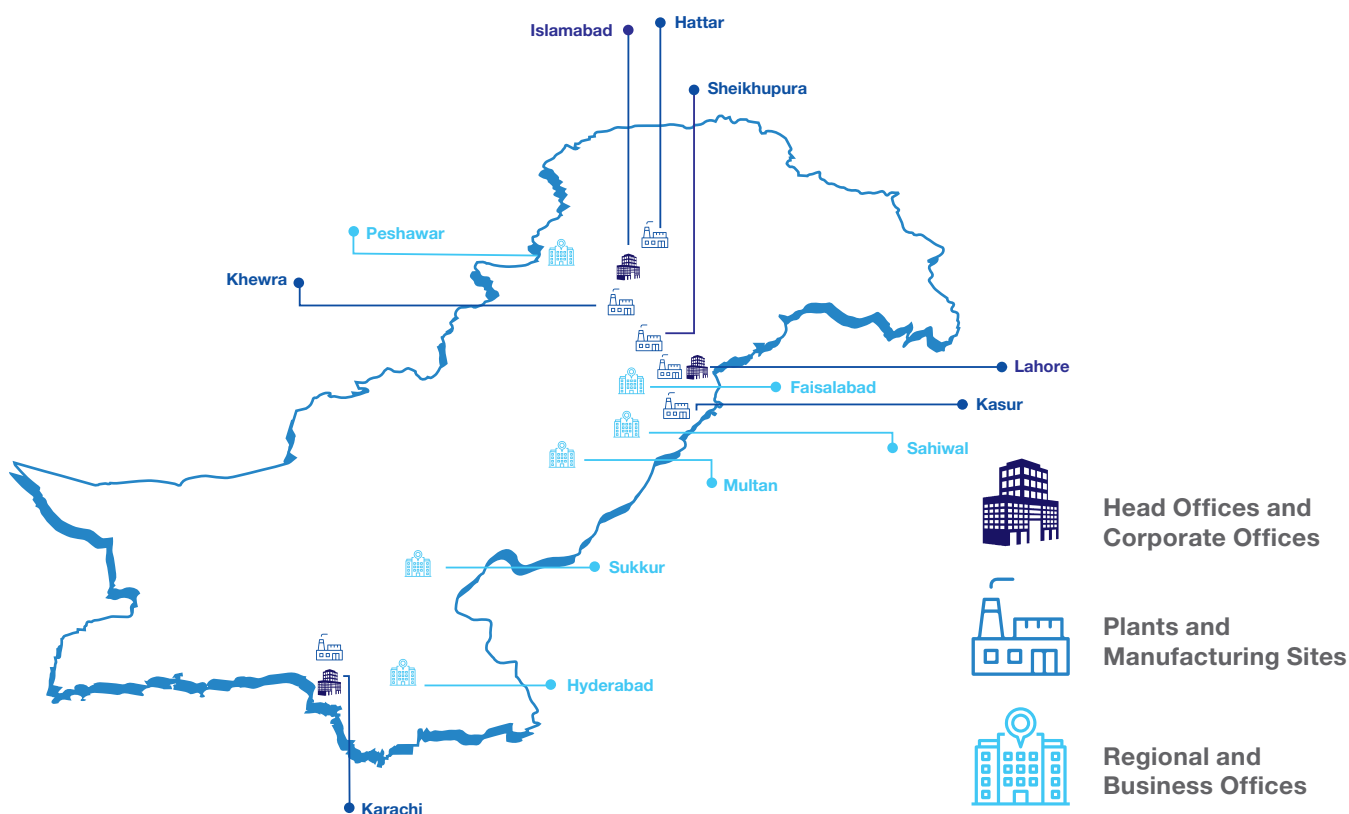 Hattar
Islamabad
Sheikhupura
Peshawar
Khewra
Lahore
Faisalabad
Kasur
Sahiwal
Multan
Sukkur
Hyderabad
Karachi
Head Offices and
Corporate Offices
Plants and
Manufacturing Sites
Regional and
Business Offices